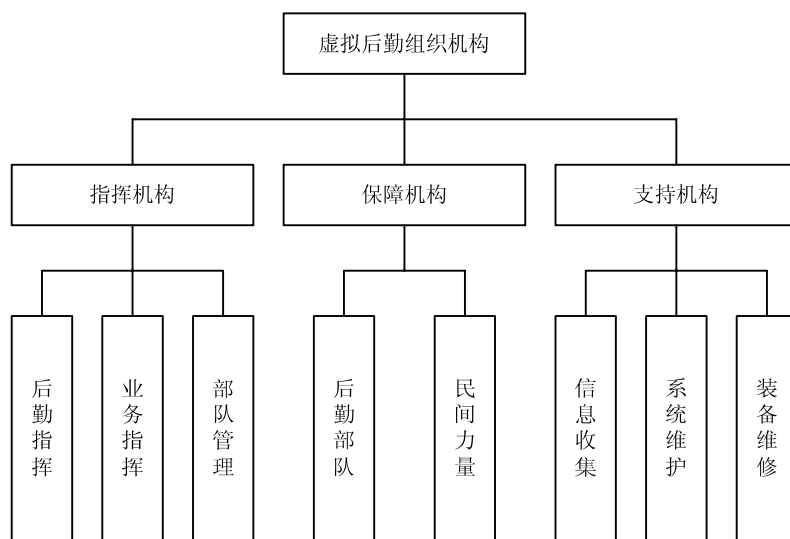 虚拟后勤组织机构
指挥机构
保障机构
支持机构
后勤指挥
业务指挥
部队管理
后勤部队
民间力量
信息收集
系统维护
装备维修